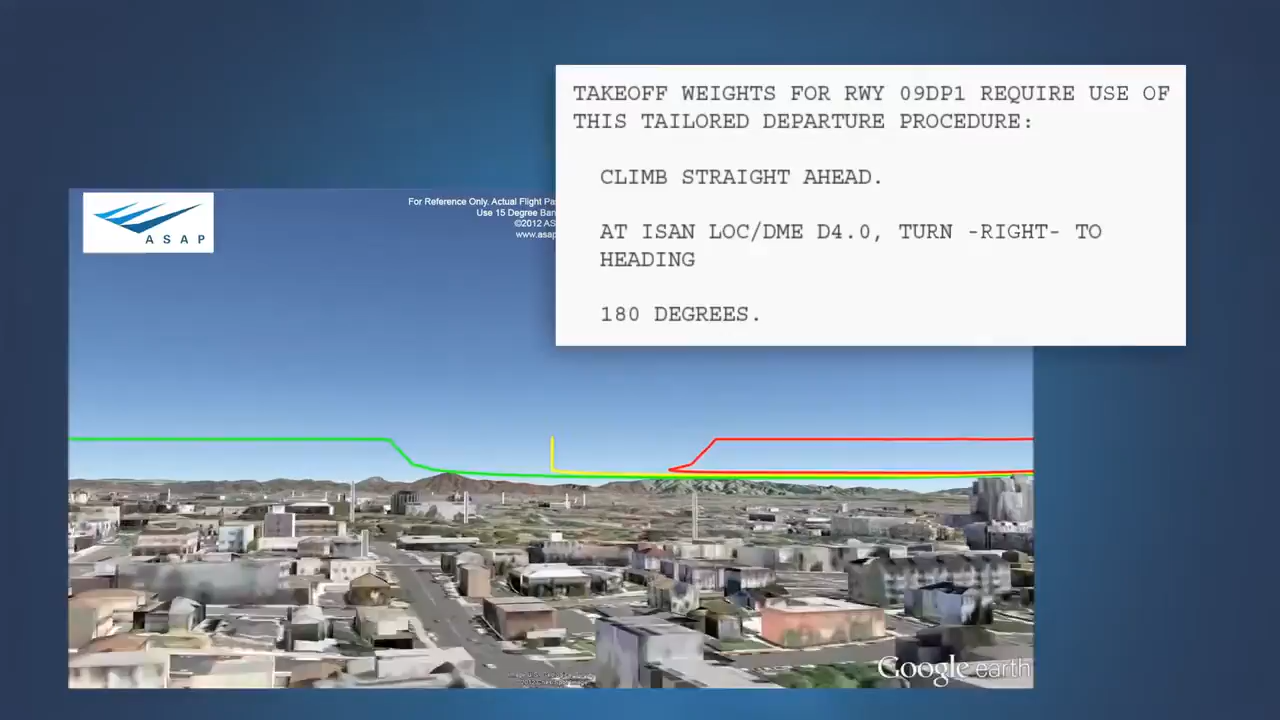 TAKEOFF WEIGHTS FOR RWY 09DP1 REQUIRE USE OF
THIS TAILORED DEPARTURE PROCEDURE:
CLIMB STRAIGHT AHEAD.
AT ISAN LOC/DME D4.0, TURN -RIGHT- TO
HEADING
180 DEGREES.
ASAP
For Reference Only. Actual Flight
Use 15 Degree
©2012
Google earth